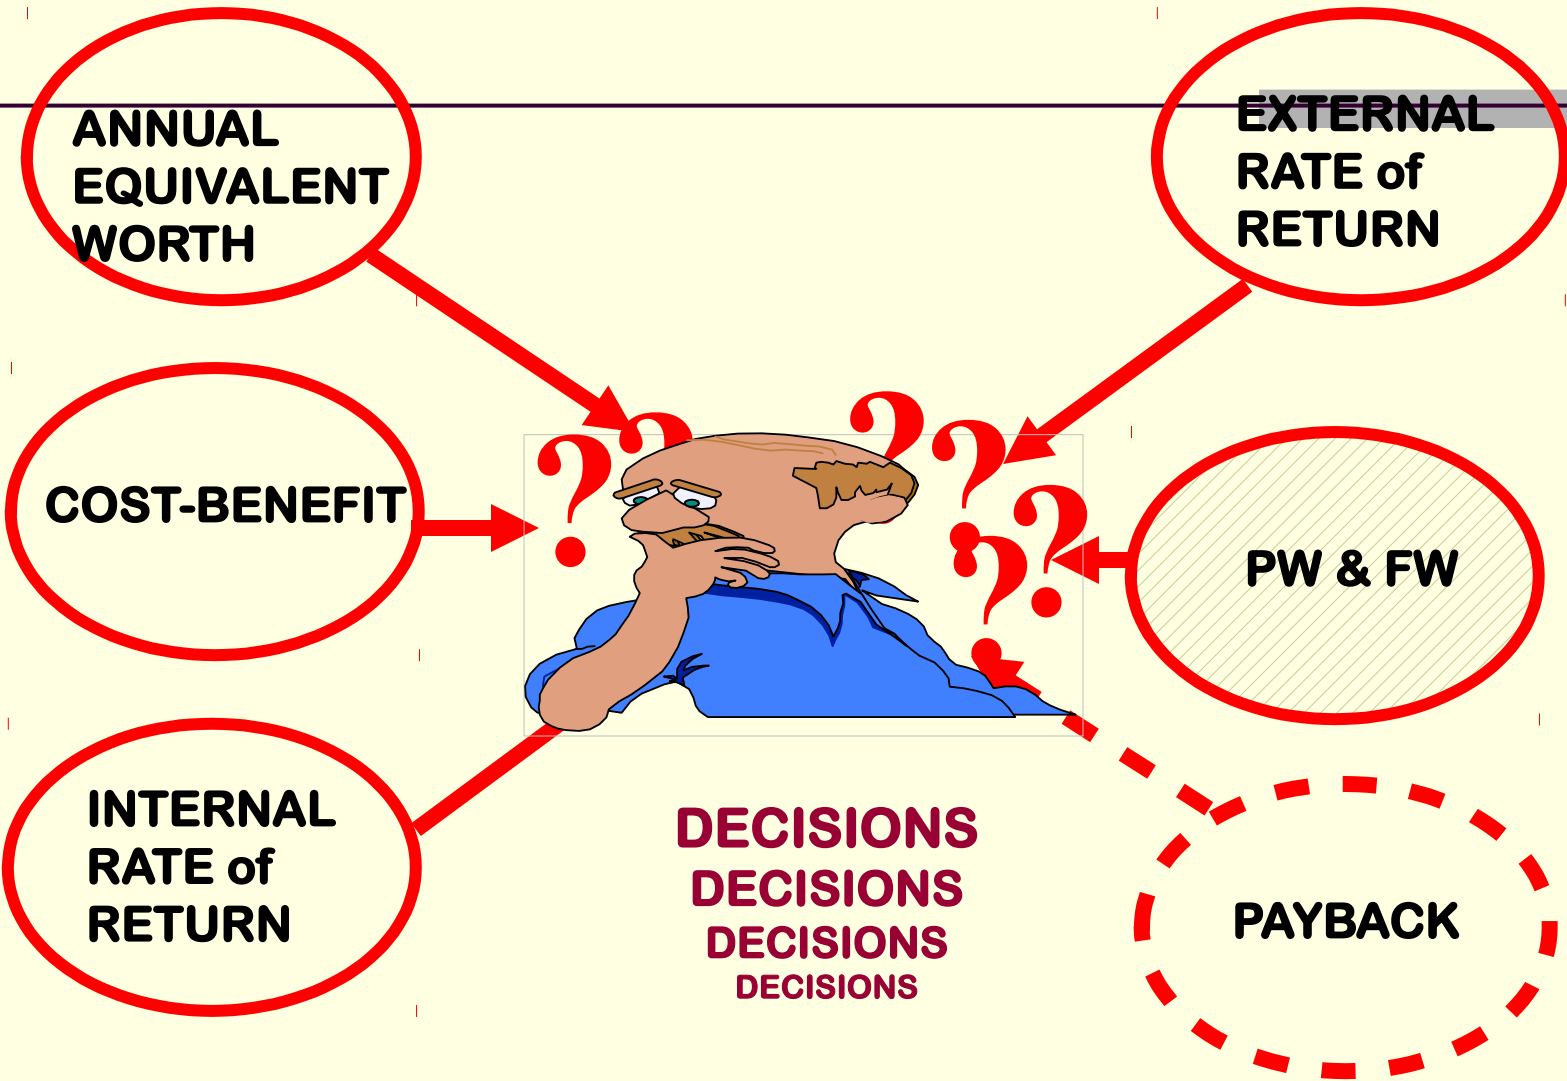 ANNUAL
EQUIVALENT
WORTH
EXTERNAL
RATE of
RETURN
? ? ? ? ? ? ?
COST-BENEFIT
PW & FW
INTERNAL
RATE of
RETURN
DECISIONS
DECISIONS
DECISIONS
DECISIONS
PAYBACK